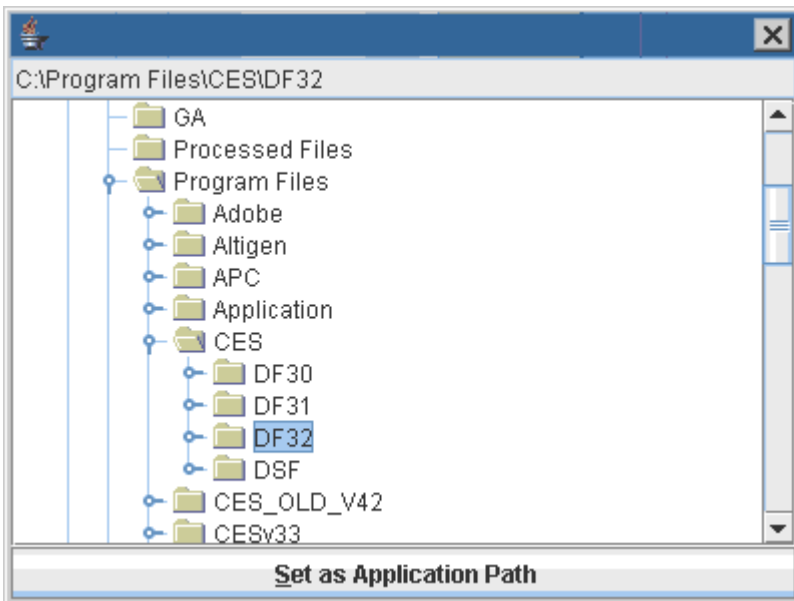 C:\Program Files\CES\DF32
GA
Processed Files
Program Files
Adobe
Altigen
APC
Application
CES
DF30
DF31
DF32
DSF
CES_OLD_V42
CESv33
Set as Application Path